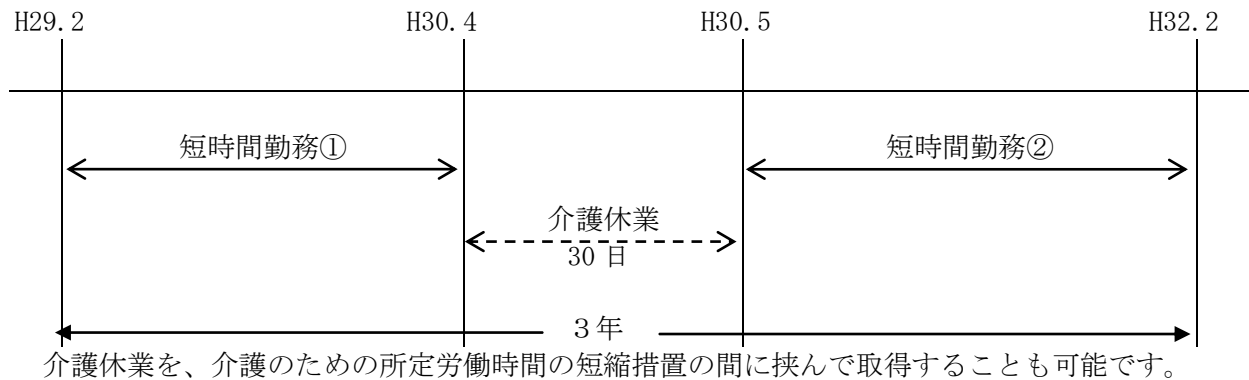 H29.2 H30.4 H30.5 H32.2
短時間勤務① 短時間勤務②
介護休業
30 日
３年
介護休業を、介護のための所定労働時間の短縮措置の間に挟んで取得することも可能です。